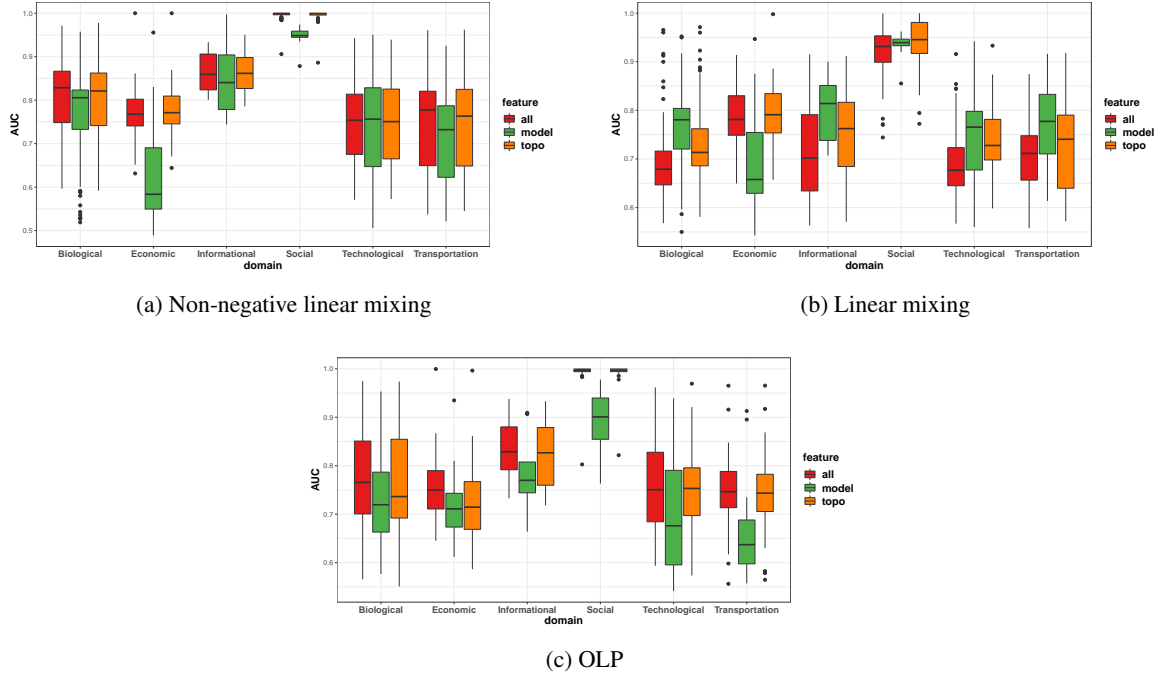 1.0
0.9
0.8
0.7
0.6
0.5
AUC
Biological Economic Informational Social Technological Transportation
domain
feature
all
model
topo
(a) Non-negative linear mixing
1.0
0.9
0.8
0.7
0.6
AUC
Biological Economic Informational Social Technological Transportation
domain
feature
all
model
topo
(b) Linear mixing
1.0
0.9
0.8
0.7
0.6
AUC
Biological Economic Informational Social Technological Transportation
domain
feature
all
model
topo
(c) OLP